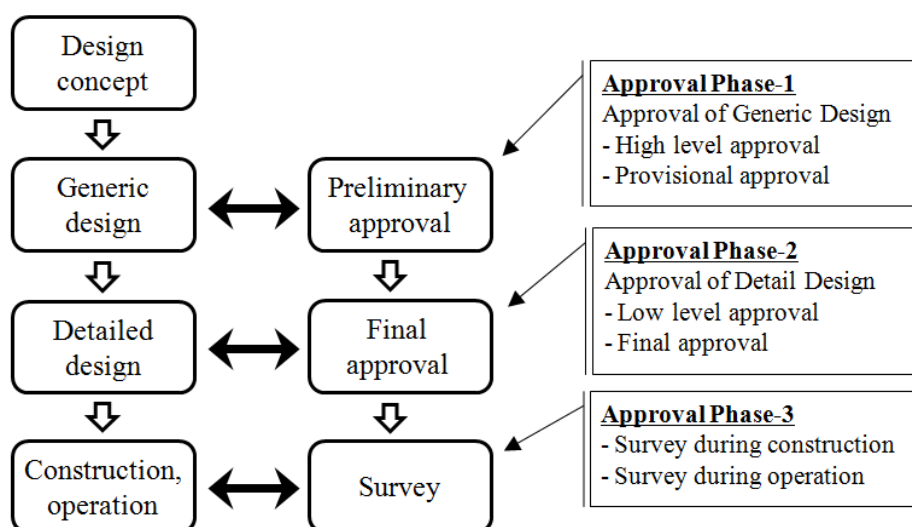 Design
concept
Generic
design
Preliminary
approval
Detailed
design
Final
approval
Construction,
operation
Survey
Approval Phase-1
Approval of Generic Design
- High level approval
- Provisional approval
Approval Phase-2
Approval of Detail Design
- Low level approval
- Final approval
Approval Phase-3
- Survey during construction
- Survey during operation